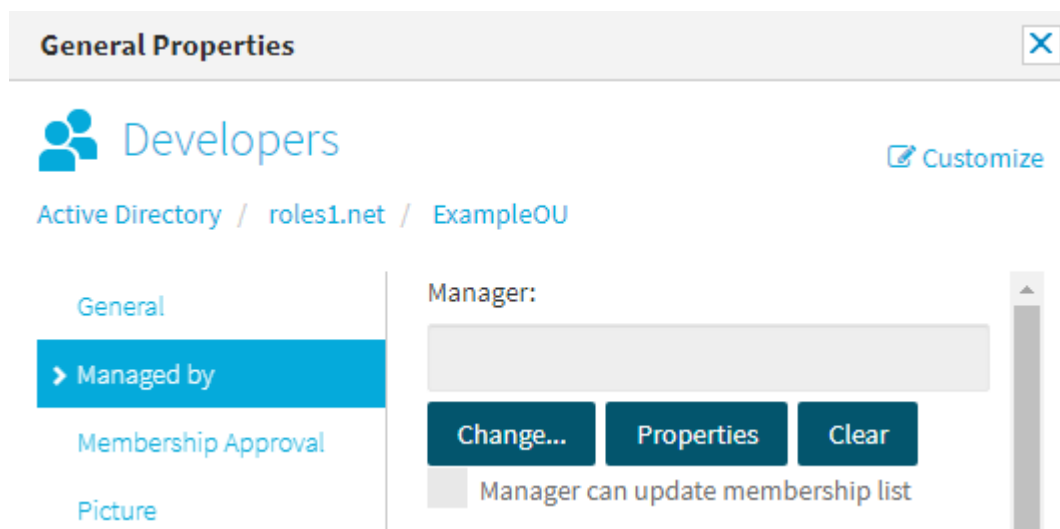 General Properties
Developers
Customize
Active Directory / roles1.net / ExampleOU
General
Managed by
Membership Approval
Picture
Manager:
Change... Properties Clear
Manager can update membership list